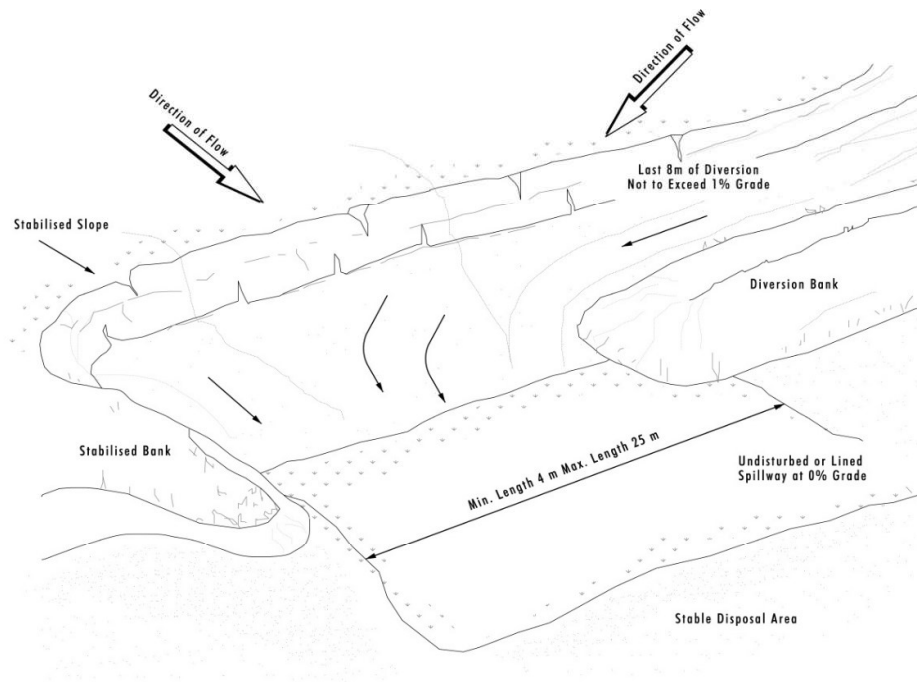 Direction of Flow
Direction of Flow
Last 8m of Diversion
Not to Exceed 1% Grade
Stabilised Slope
Diversion Bank
Min. Length 4 m Max. Length 25 m
Stabilised Bank
Undisturbed or Lined
Spillway at 0% Grade
Stable Disposal Area